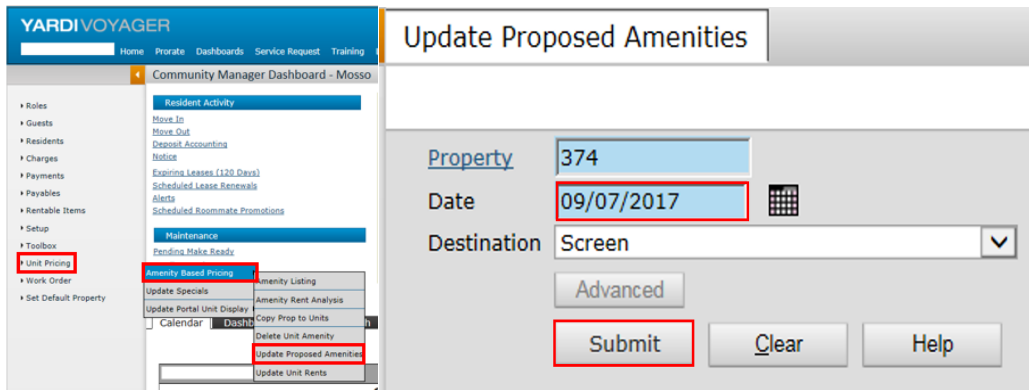 YARDI VOYAGER
Home Prorate Dashboards Service Request Training
Community Manager Dashboard - Mosso
Roles
Guests
Residents
Charges
Payments
Payables
Rentable Items
Setup
Toolbox
Unit Pricing
Work Order
Set Default Property
Resident Activity
Move In
Move Out
Deposit Accounting
Notice
Expiring Leases (120 Days)
Scheduled Lease Renewals
Alerts
Scheduled Roommate Promotions
Maintenance
Pending Make Ready
Amenity Based Pricing
Update Specials
Update Portal Unit Display
Calendar Dashb
Amenity Listing
Amenity Rent Analysis
Copy Prop to Units
Delete Unit Amenity
Update Proposed Amenities
Update Unit Rents
Update Proposed Amenities
Property 374
Date 09/07/2017
Destination Screen
Advanced
Submit Clear Help